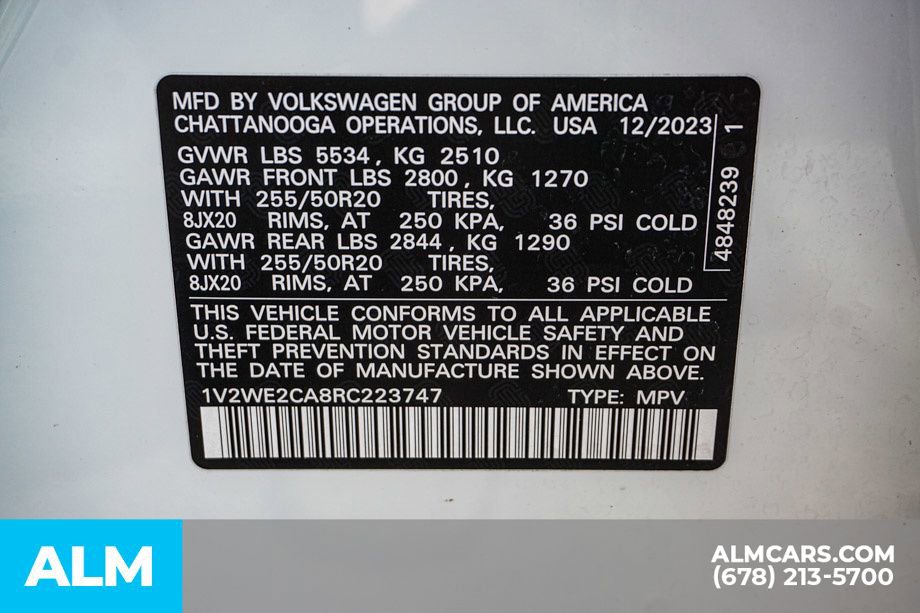 MFD BY VOLKSWAGEN GROUP OF AMERICA
CHATTANOOGA OPERATIONS, LLC. USA 12/2023
GVWR LBS 5534, KG 2510
GAWR FRONT LBS 2800, KG 1270
WITH 255/50R20 TIRES,
8JX20 RIMS, AT 250 KPA, 36 PSI COLD
GAWR REAR LBS 2844, KG 1290
WITH 255/50R20 TIRES,
8JX20 RIMS, AT 250 KPA, 36 PSI COLD
4848239 1
THIS VEHICLE CONFORMS TO ALL APPLICABLE
U.S. FEDERAL MOTOR VEHICLE SAFETY AND
THEFT PREVENTION STANDARDS IN EFFECT ON
THE DATE OF MANUFACTURE SHOWN ABOVE.
1V2WE2CA8RC223747 TYPE: MPV
ALM
ALMCARS.COM
(678) 213-5700